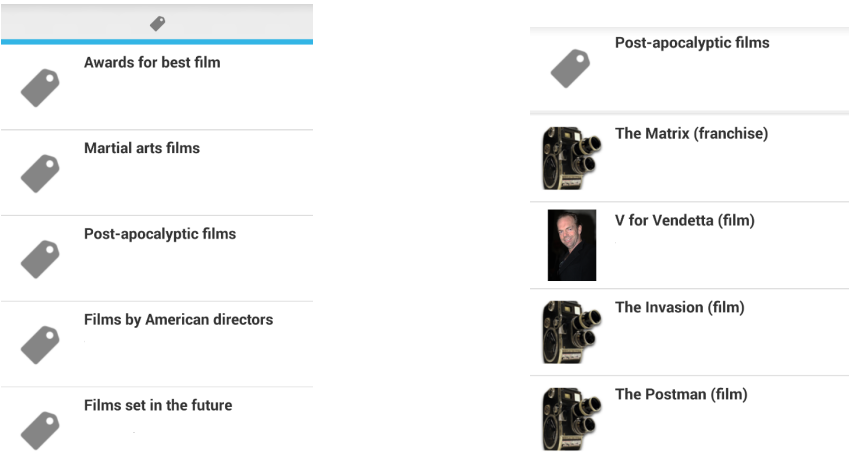 Awards for best film
Martial arts films
Post-apocalyptic films
Films by American directors
Films set in the future
Post-apocalyptic films
The Matrix (franchise)
V for Vendetta (film)
The Invasion (film)
The Postman (film)